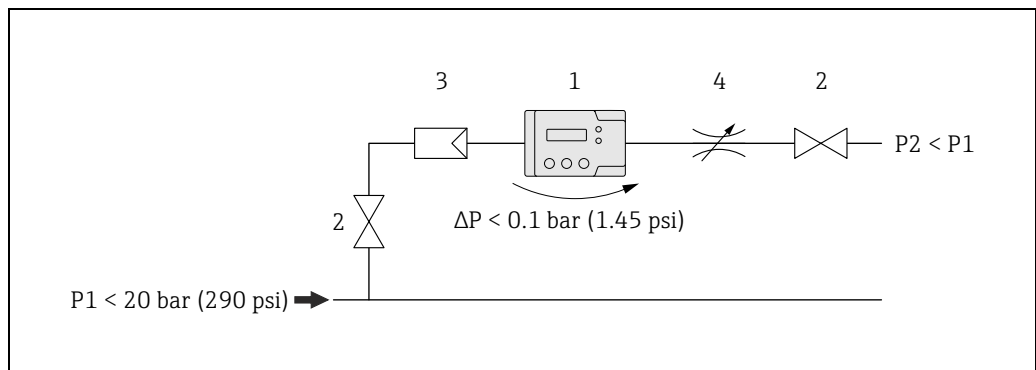 3 1 4 2
P2 < P1
2
ΔP < 0.1 bar (1.45 psi)
P1 < 20 bar (290 psi)